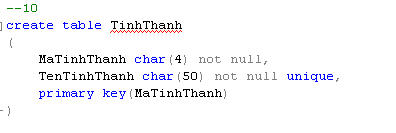 --10
create table TinhThanh
(
MaTinhThanh char(4) not null,
TenTinhThanh char(50) not null unique,
primary key(MaTinhThanh)
)